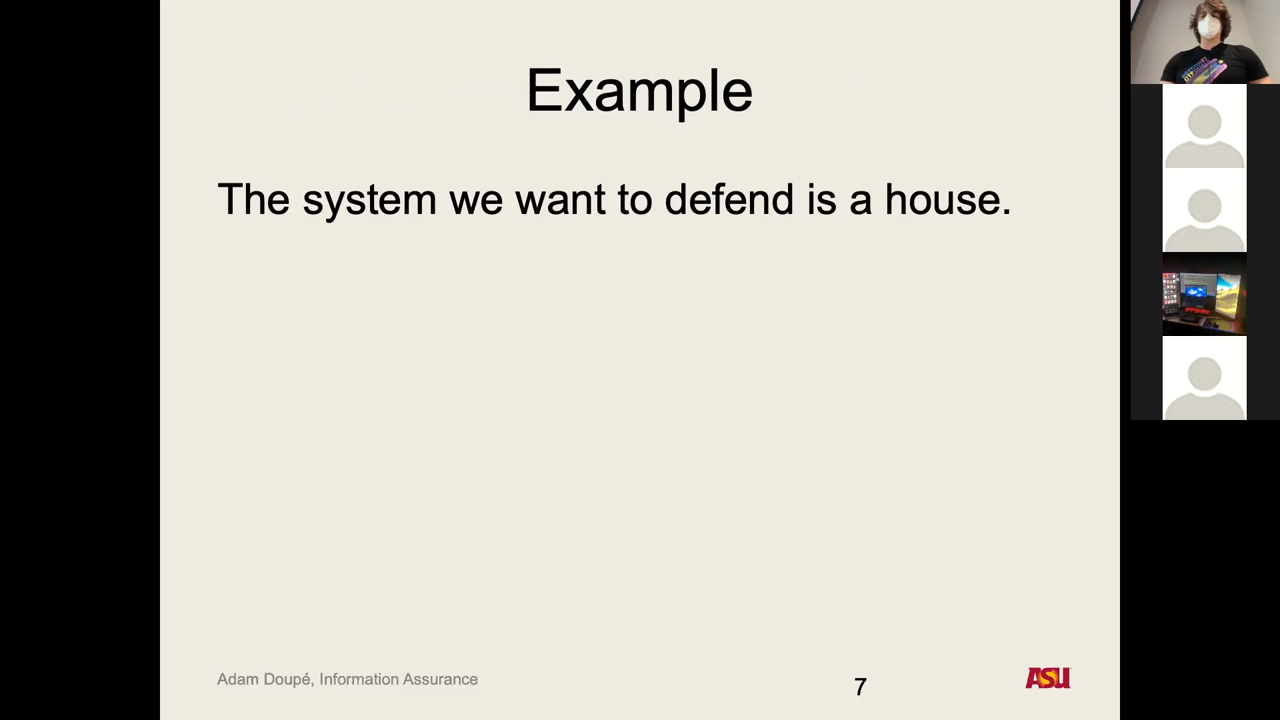 Example
The system we want to defend is a house.
Adam Doupé, Information Assurance
7
ASU